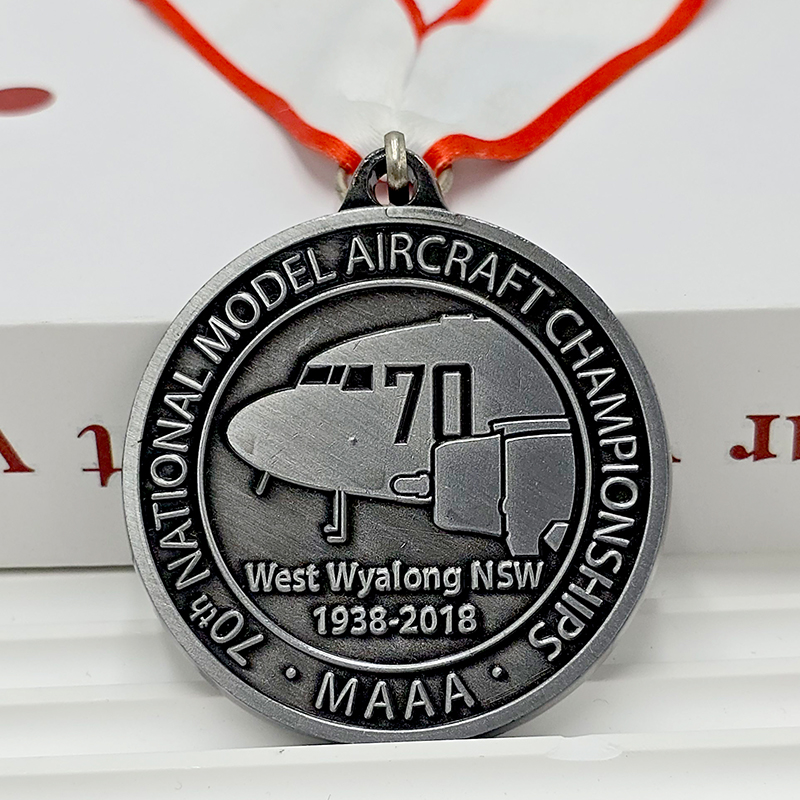 70th NATIONAL MODEL AIRCRAFT CHAMPIONSHIPS
70
West Wyalong NSW
1938-2018
• MAAA •